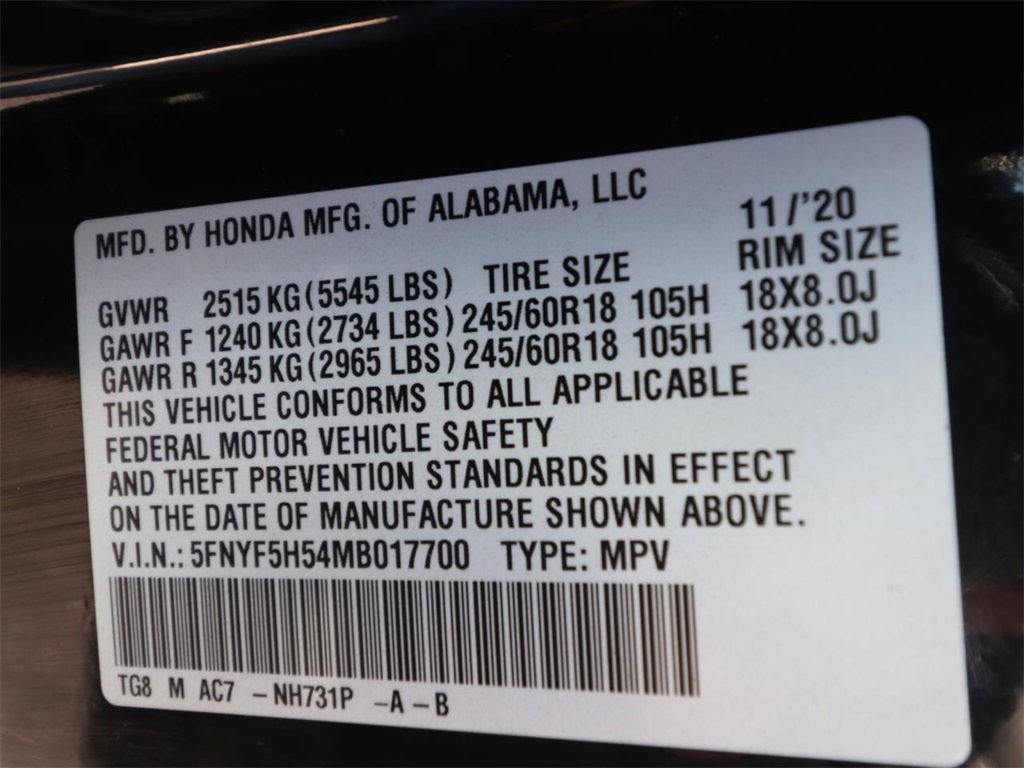 MFD. BY HONDA MFG. OF ALABAMA, LLC 11/'20
GVWR 2515 KG (5545 LBS) TIRE SIZE RIM SIZE
GAWR F 1240 KG (2734 LBS) 245/60R18 105H 18X8.0J
GAWR R 1345 KG (2965 LBS) 245/60R18 105H 18X8.0J
THIS VEHICLE CONFORMS TO ALL APPLICABLE
FEDERAL MOTOR VEHICLE SAFETY
AND THEFT PREVENTION STANDARDS IN EFFECT
ON THE DATE OF MANUFACTURE SHOWN ABOVE.
V.I.N.: 5FNYF5H54MB017700 TYPE: MPV
TG8 M AC7 -NH731P -A -B